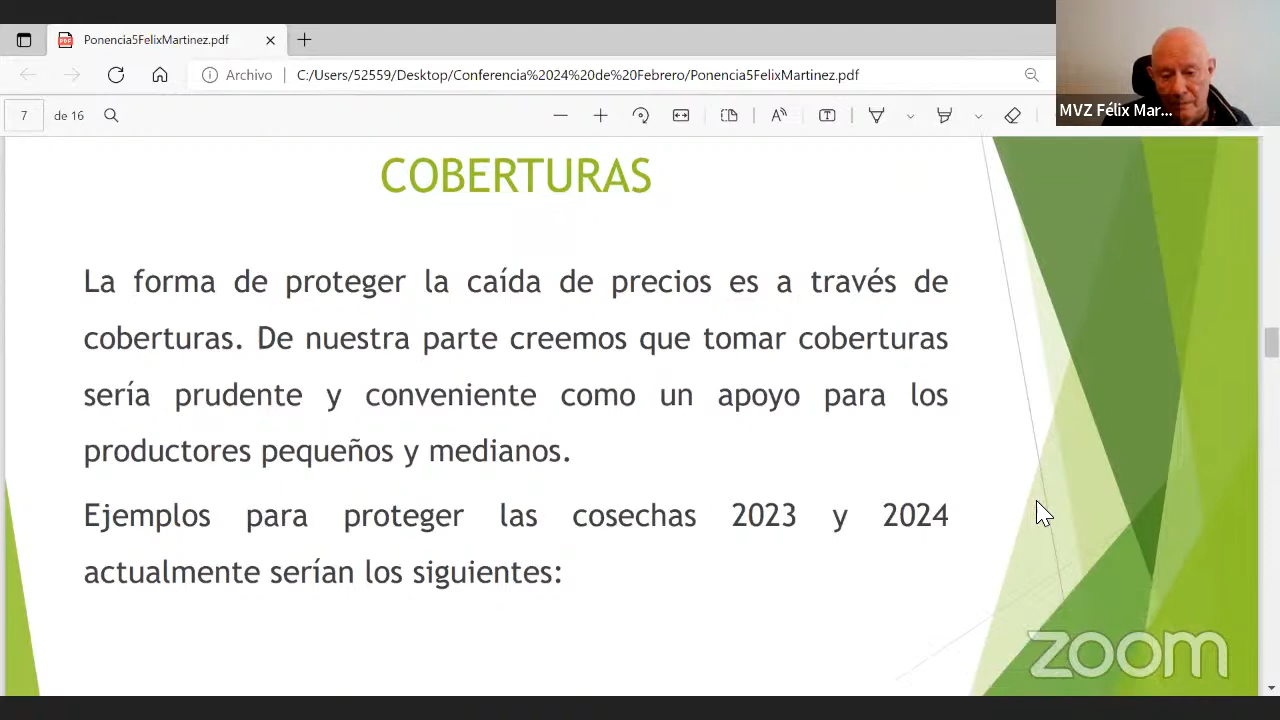 PonenciaSFelixMartinez.pdf
Archivo
C:/Users/52559/Desktop/Conferencia%2024%20de%20Febrero/Ponencia5FelixMartinez.pdf
MVZ Félix Mar...
7 de 16
COBERTURAS
La forma de proteger la caída de precios es a través de
coberturas. De nuestra parte creemos que tomar coberturas
sería prudente y conveniente como un apoyo para los
productores pequeños y medianos.
Ejemplos para proteger las cosechas 2023 y 2024
actualmente serían los siguientes:
zoom